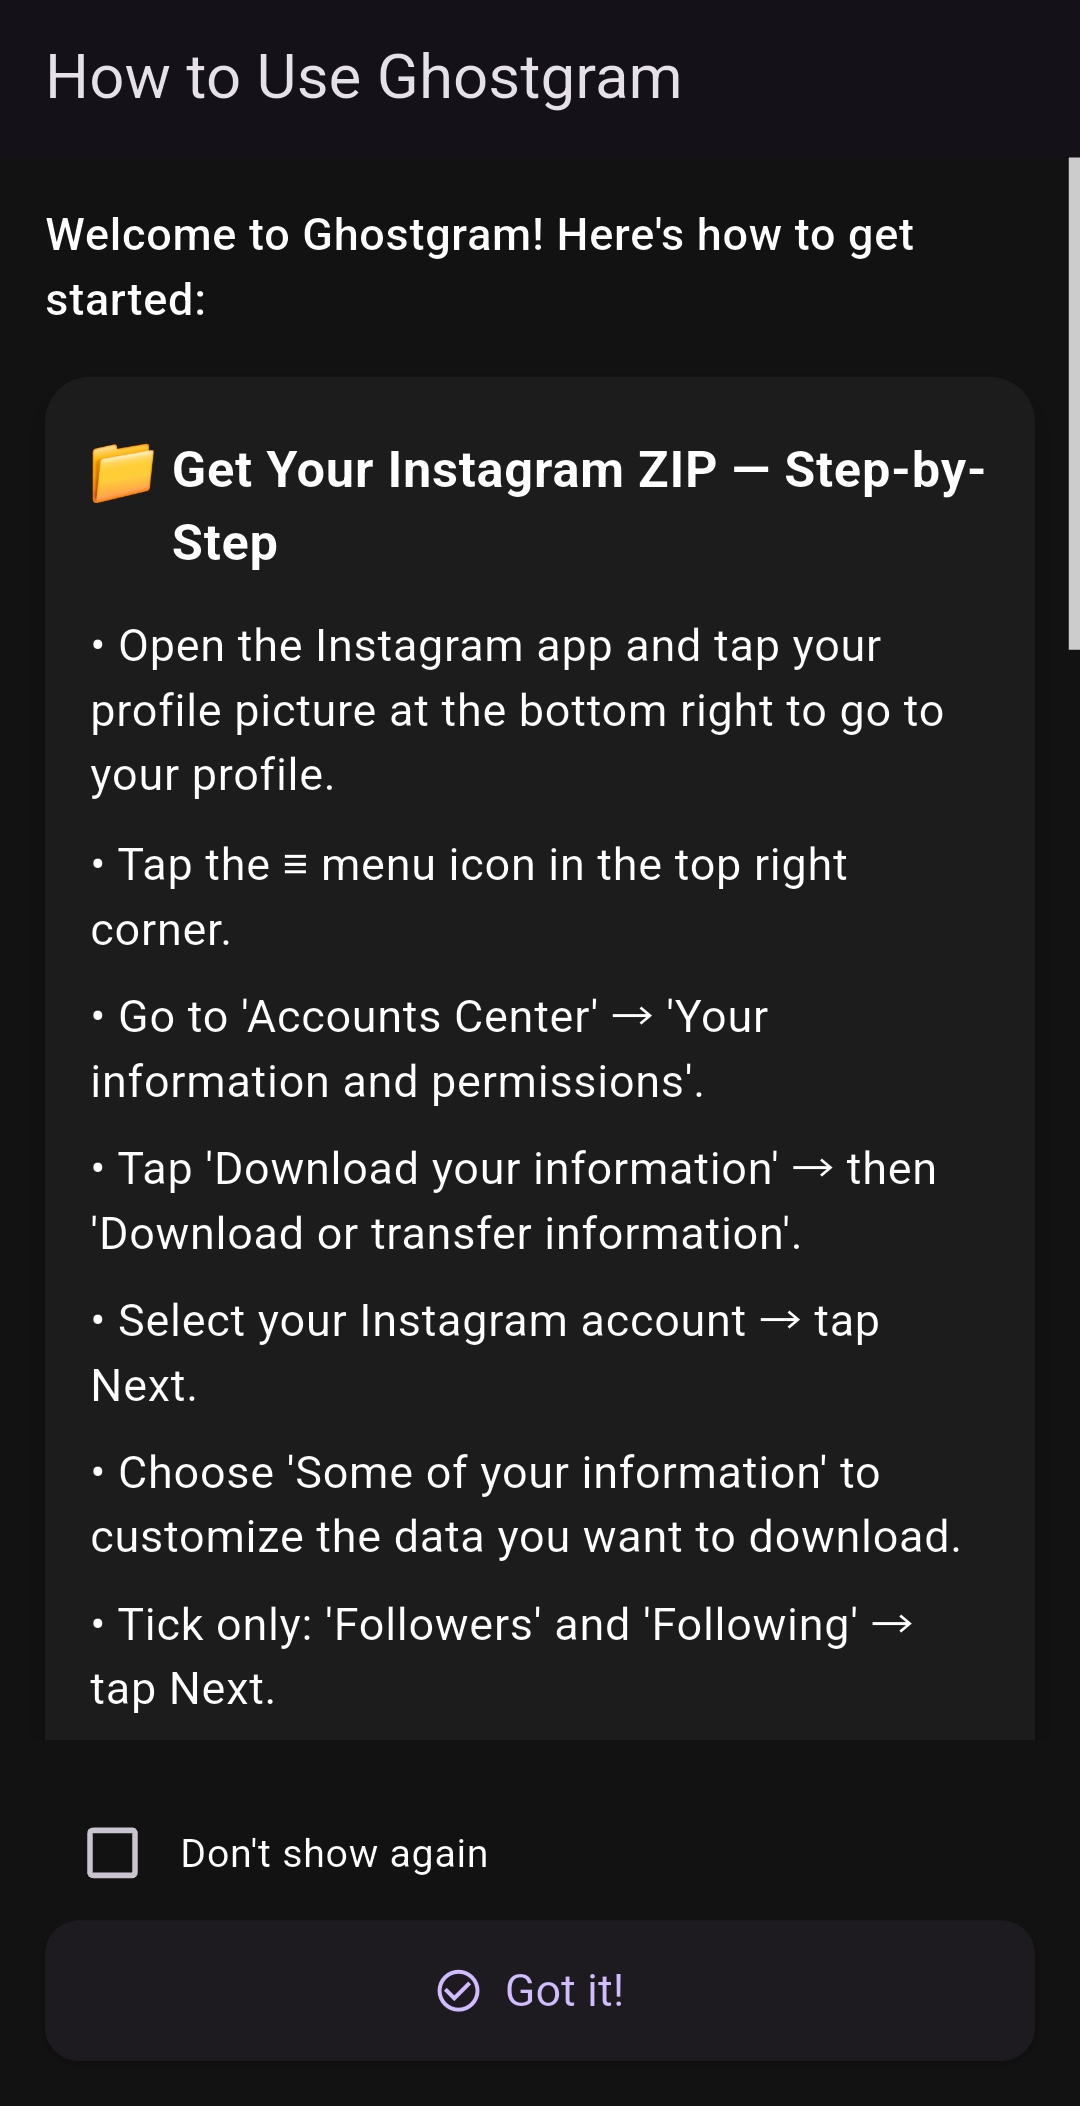 How to Use Ghostgram
Welcome to Ghostgram! Here's how to get
started:
📁 Get Your Instagram ZIP — Step-by-
Step
• Open the Instagram app and tap your
profile picture at the bottom right to go to
your profile.
• Tap the ≡ menu icon in the top right
corner.
• Go to 'Accounts Center' → 'Your
information and permissions'.
• Tap 'Download your information' → then
'Download or transfer information'.
• Select your Instagram account → tap
Next.
• Choose 'Some of your information' to
customize the data you want to download.
• Tick only: 'Followers' and 'Following' →
tap Next.
Don't show again
Got it!